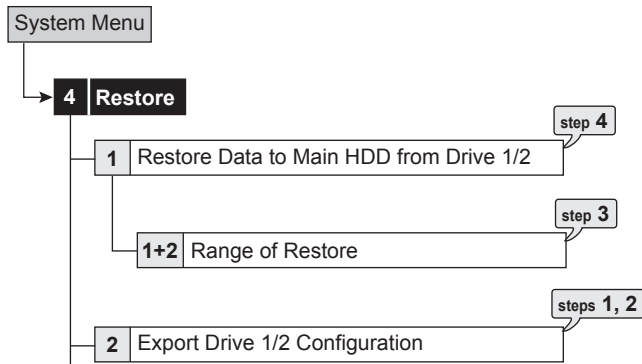 System Menu
4 Restore
step 4
1 Restore Data to Main HDD from Drive 1/2
step 3
1+2 Range of Restore
steps 1, 2
2 Export Drive 1/2 Configuration